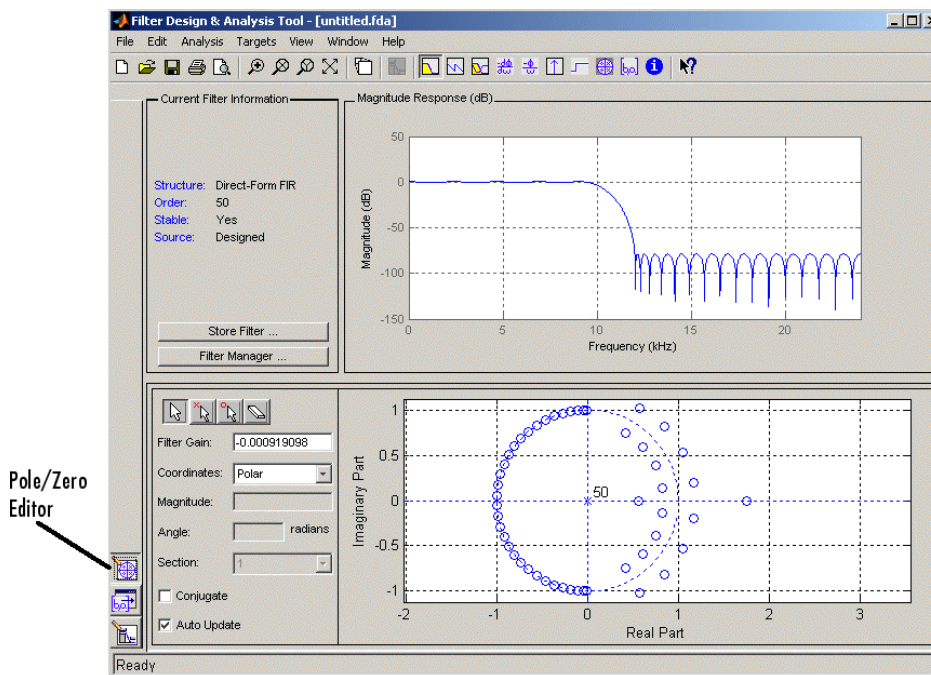 Filter Design & Analysis Tool - [untitled.fda]
File Edit Analysis Targets View Window Help
Current Filter Information
Structure: Direct-Form FIR
Order: 50
Stable: Yes
Source: Designed
Store Filter ...
Filter Manager ...
Magnitude Response (dB)
50
0
-50
-100
-150
Magnitude (dB)
0 5 10 15 20
Frequency (kHz)
Filter Gain: -0.000919098
Coordinates: Polar
Magnitude:
Angle: radians
Section: 1
Conjugate
Auto Update
1
0.5
0
-0.5
-1
Imaginary Part
50
-2 -1 0 1 2 3
Real Part
Pole/Zero
Editor
Ready